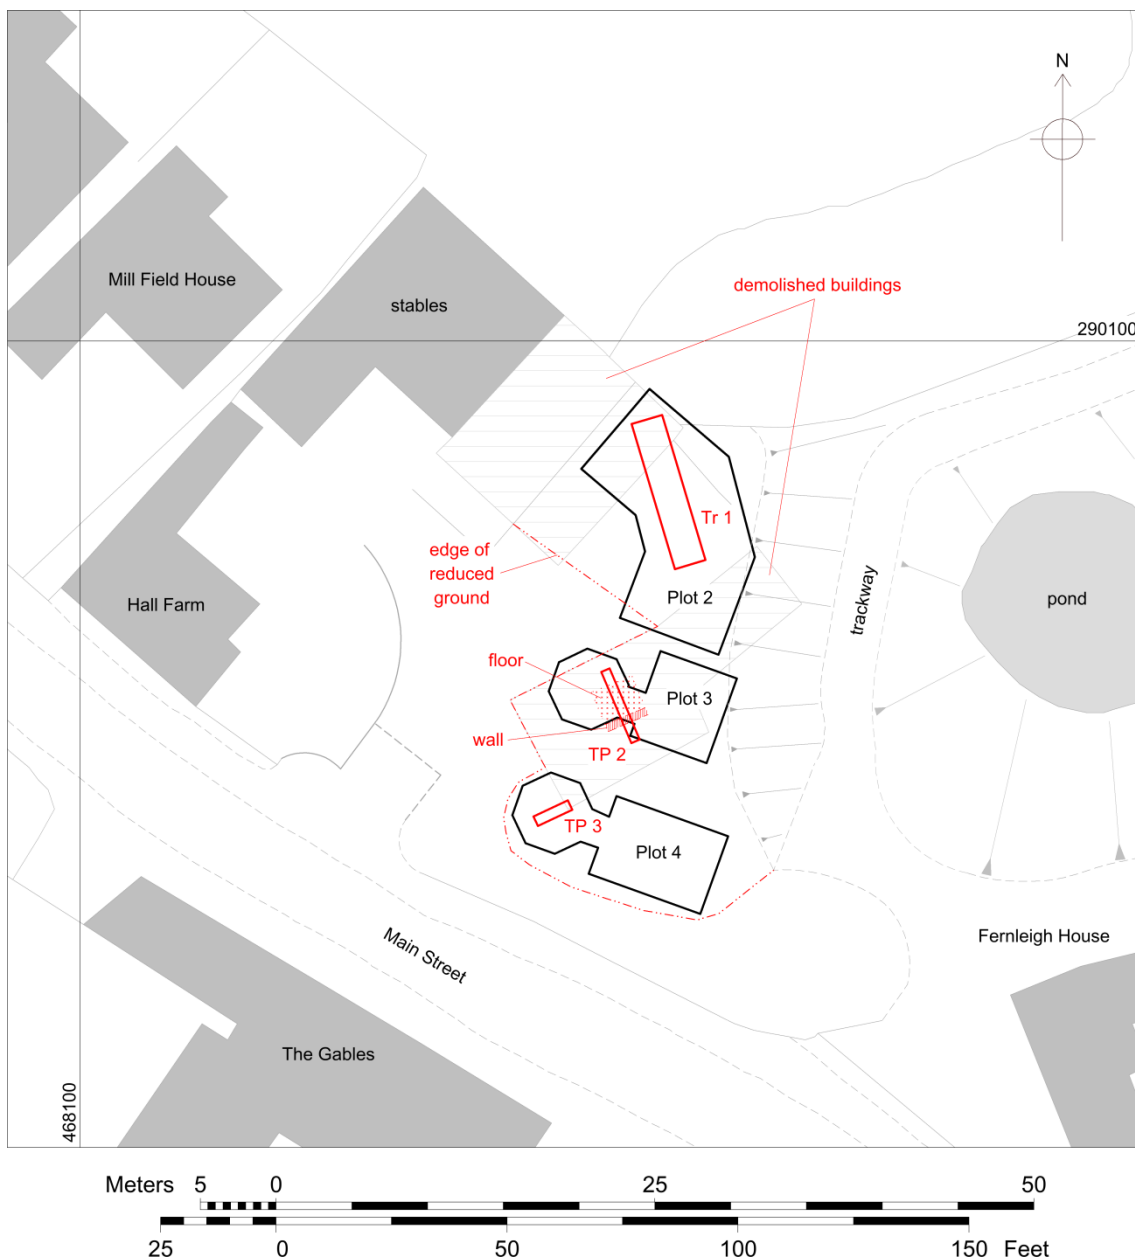 N
Mill Field House
demolished buildings
stables
290100
Tr 1
edge of
reduced
ground
Hall Farm
Plot 2
trackway
pond
floor
Plot 3
wall
TP 2
TP 3
Plot 4
Main Street
Fernleigh House
The Gables
468100
Meters 5 0 25 50
25 0 50 100 150 Feet